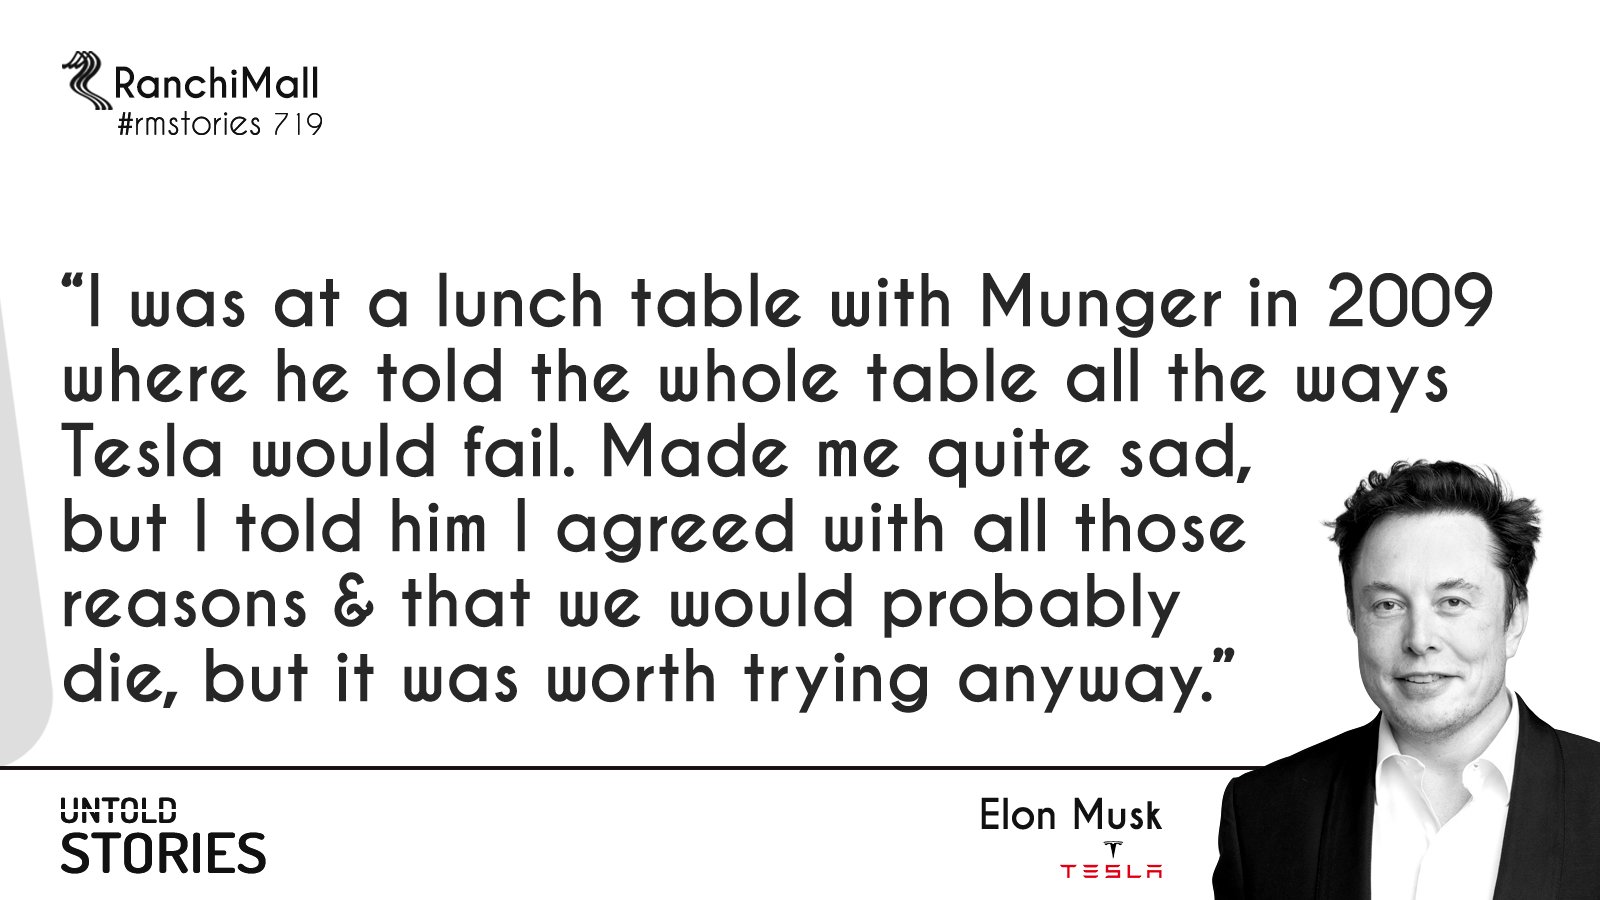 RanchiMall
#rmstories 719
“I was at a lunch table with Munger in 2009
where he told the whole table all the ways
Tesla would fail. Made me quite sad,
but I told him I agreed with all those
reasons & that we would probably
die, but it was worth trying anyway.”
UNTOLD
STORIES
Elon Musk
TESLA